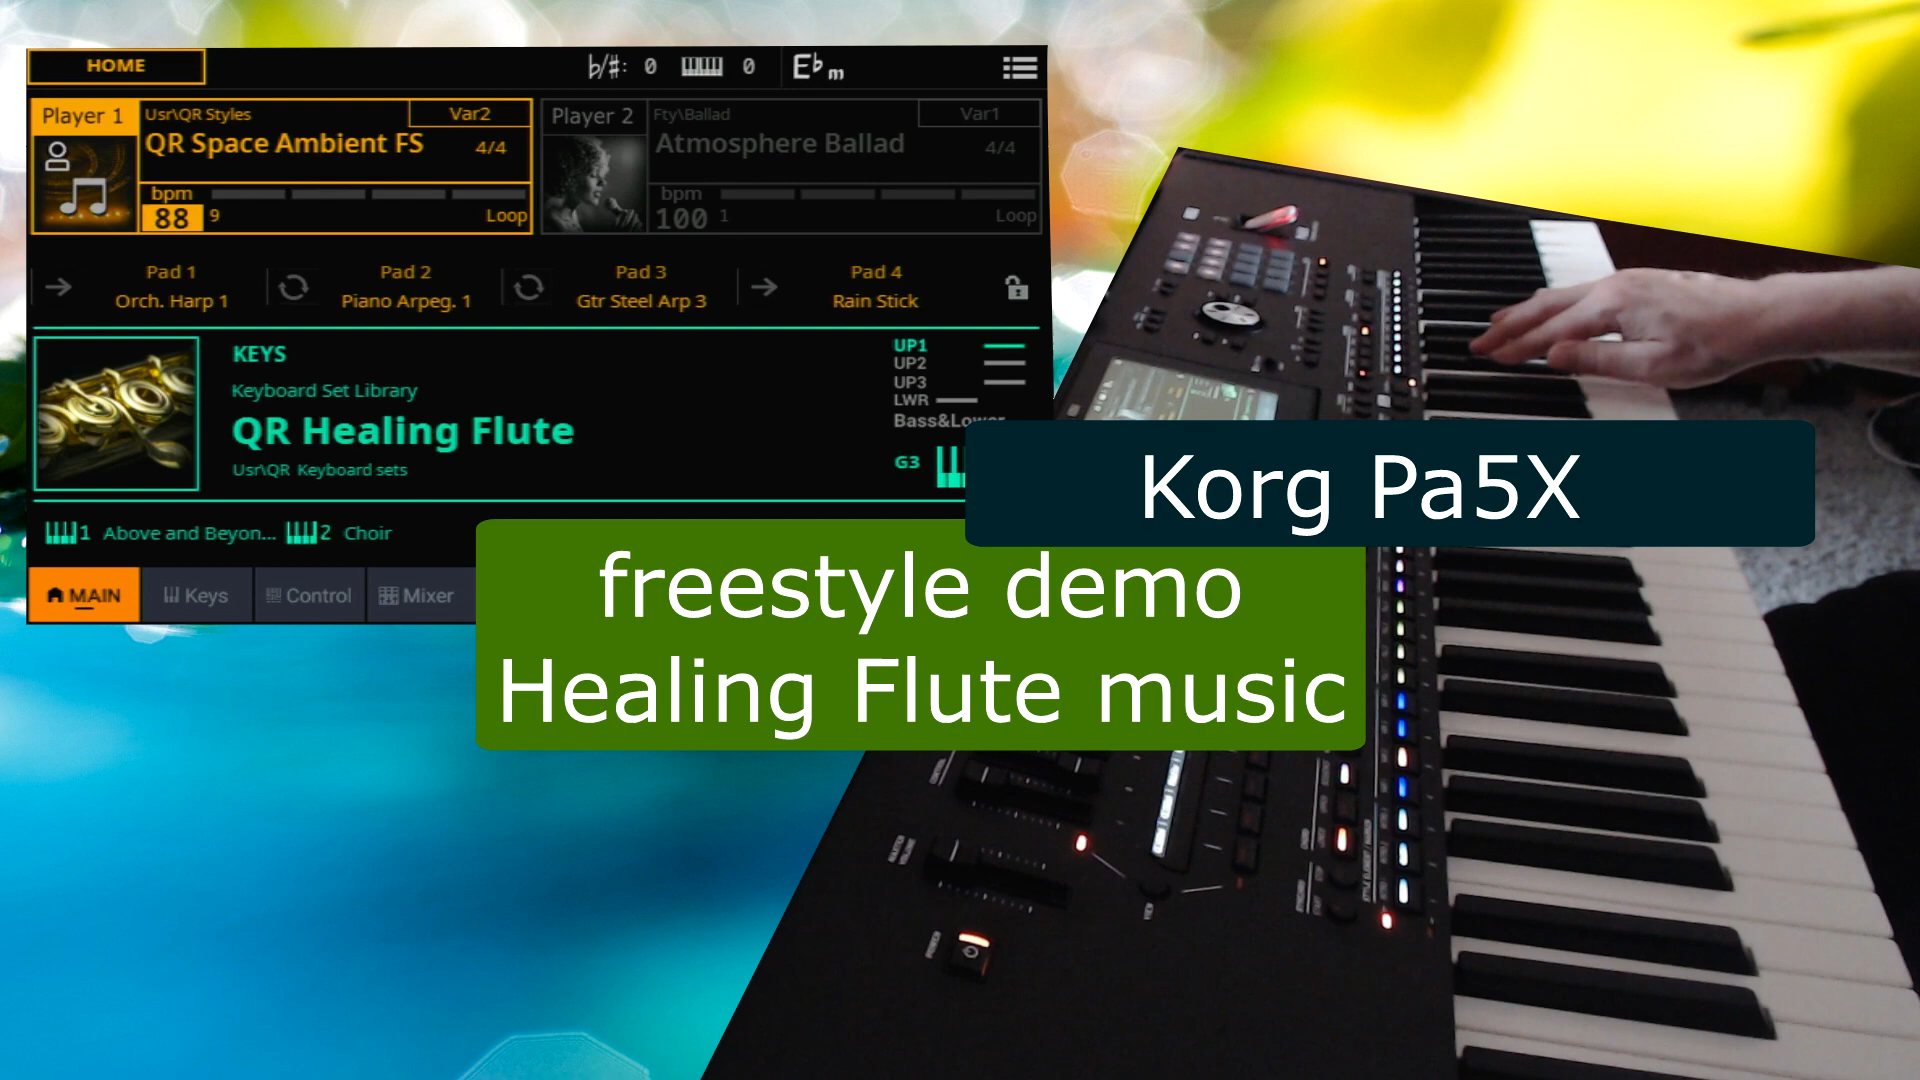 HOME
♭/#: 0 0 E♭m
Player 1
Usr\QR Styles
Var2
QR Space Ambient FS
4/4
bpm
88 9
Loop
Player 2
Fty\Ballad
Var1
Atmosphere Ballad
4/4
bpm
100 1
Loop
Pad 1
Orch. Harp 1
Pad 2
Piano Arpeg. 1
Pad 3
Gtr Steel Arp 3
Pad 4
Rain Stick
KEYS
Keyboard Set Library
QR Healing Flute
Usr\QR Keyboard sets
UP1
UP2
UP3
LWR
Bass&Lower
G3
1 Above and Beyon... 2 Choir
MAIN
Keys
Control
Mixer
Korg Pa5X
freestyle demo
Healing Flute music
POWER